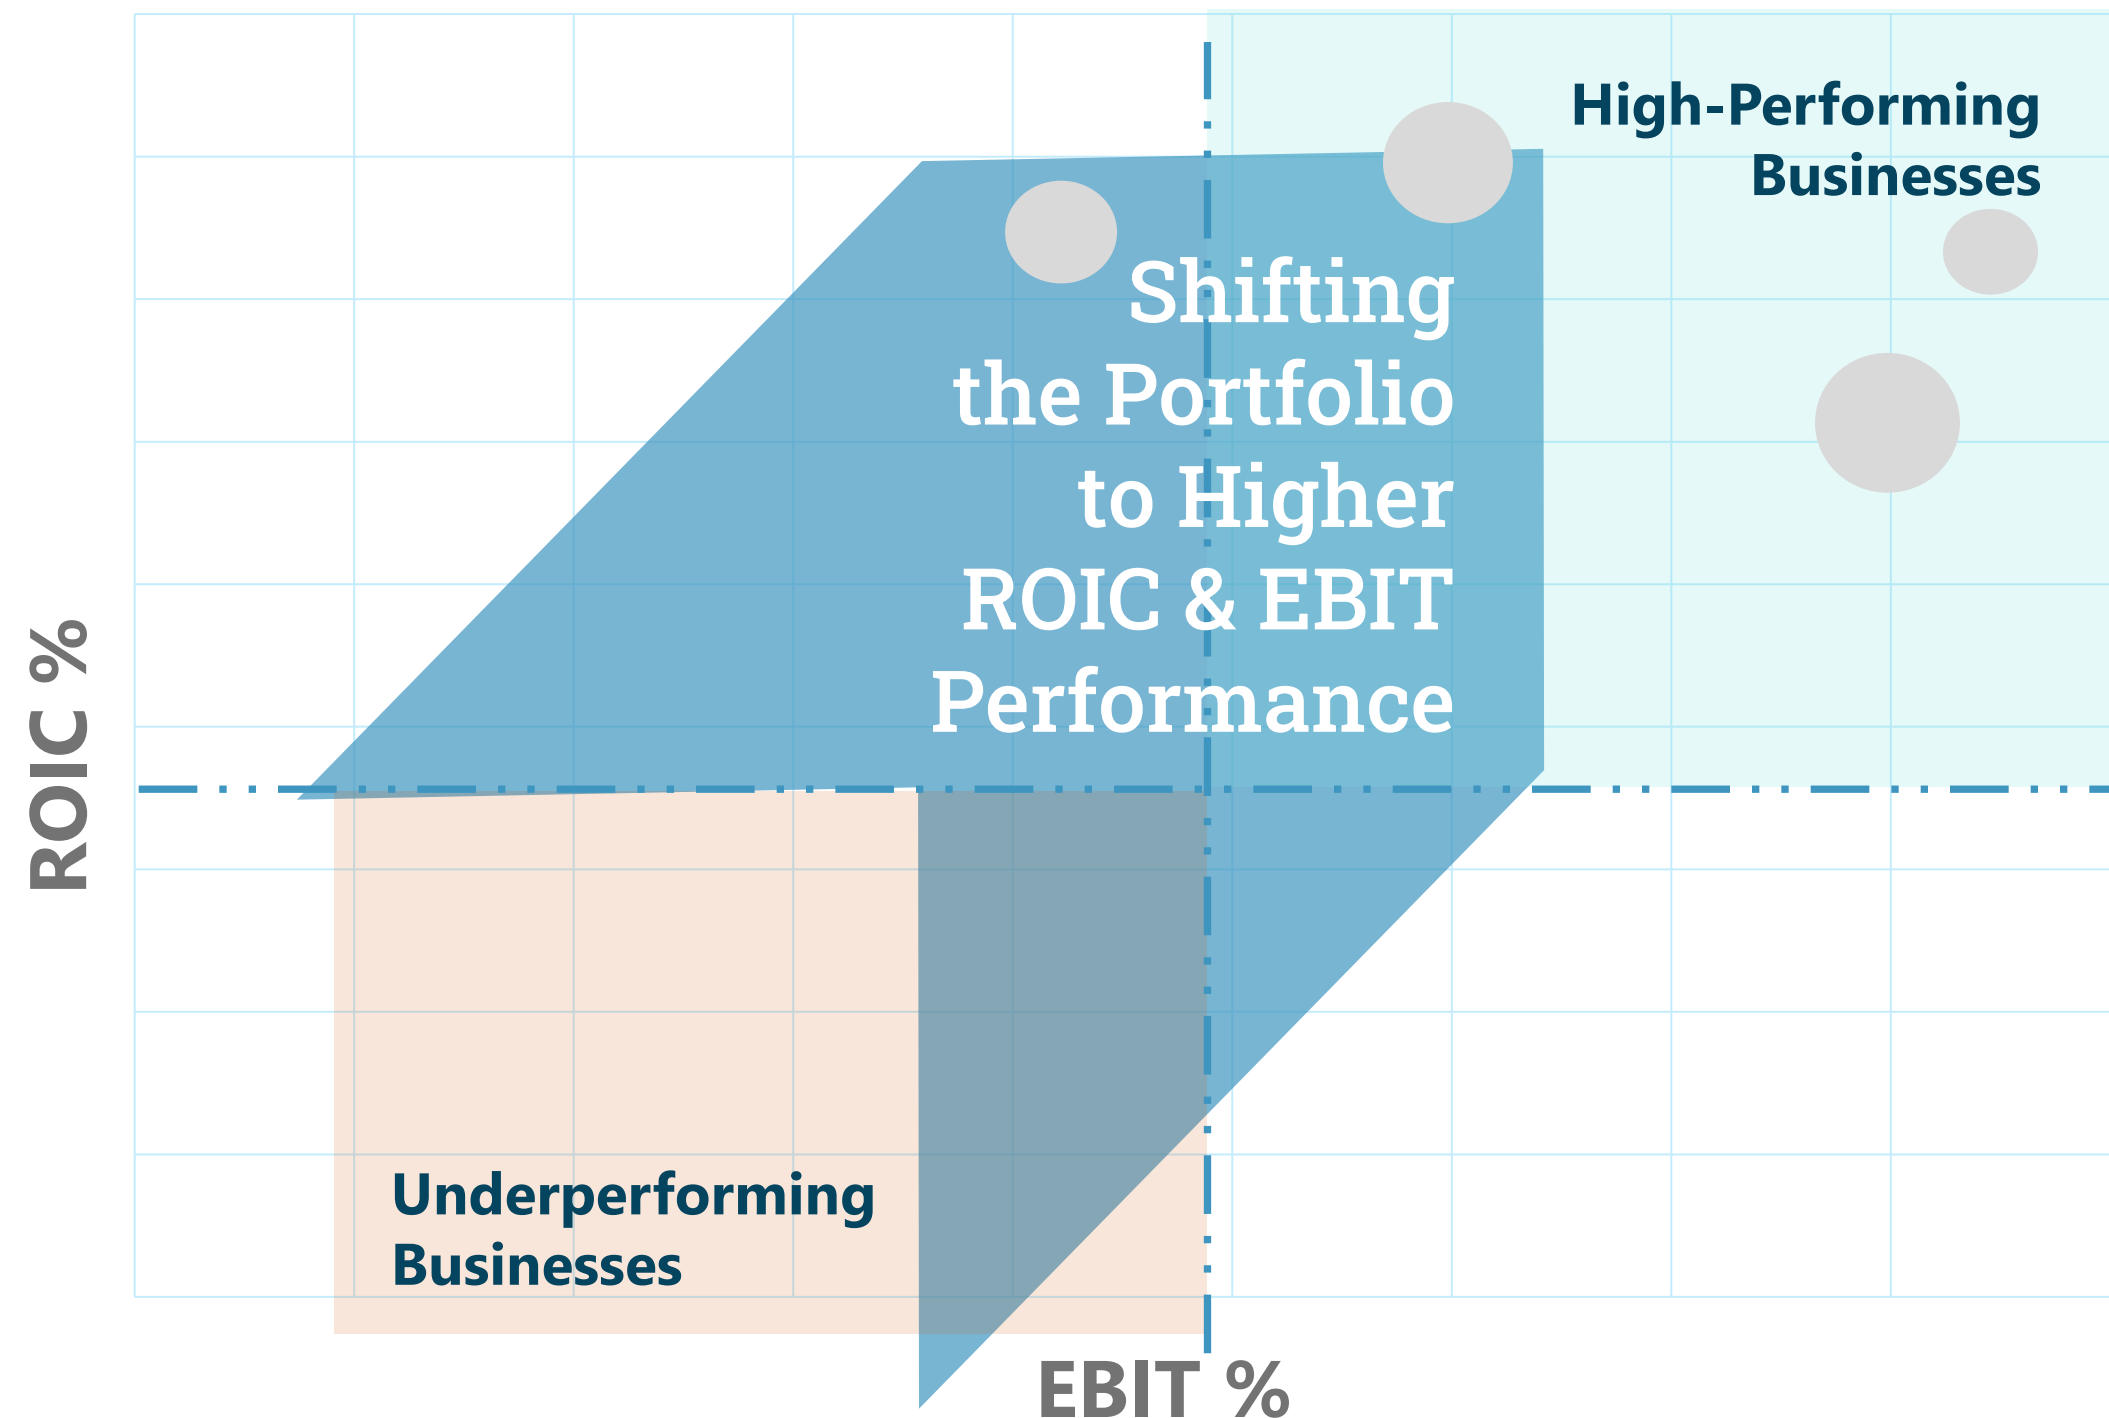 High-Performing
Businesses
Shifting
the Portfolio
to Higher
ROIC & EBIT
Performance
ROIC %
Underperforming
Businesses
EBIT %